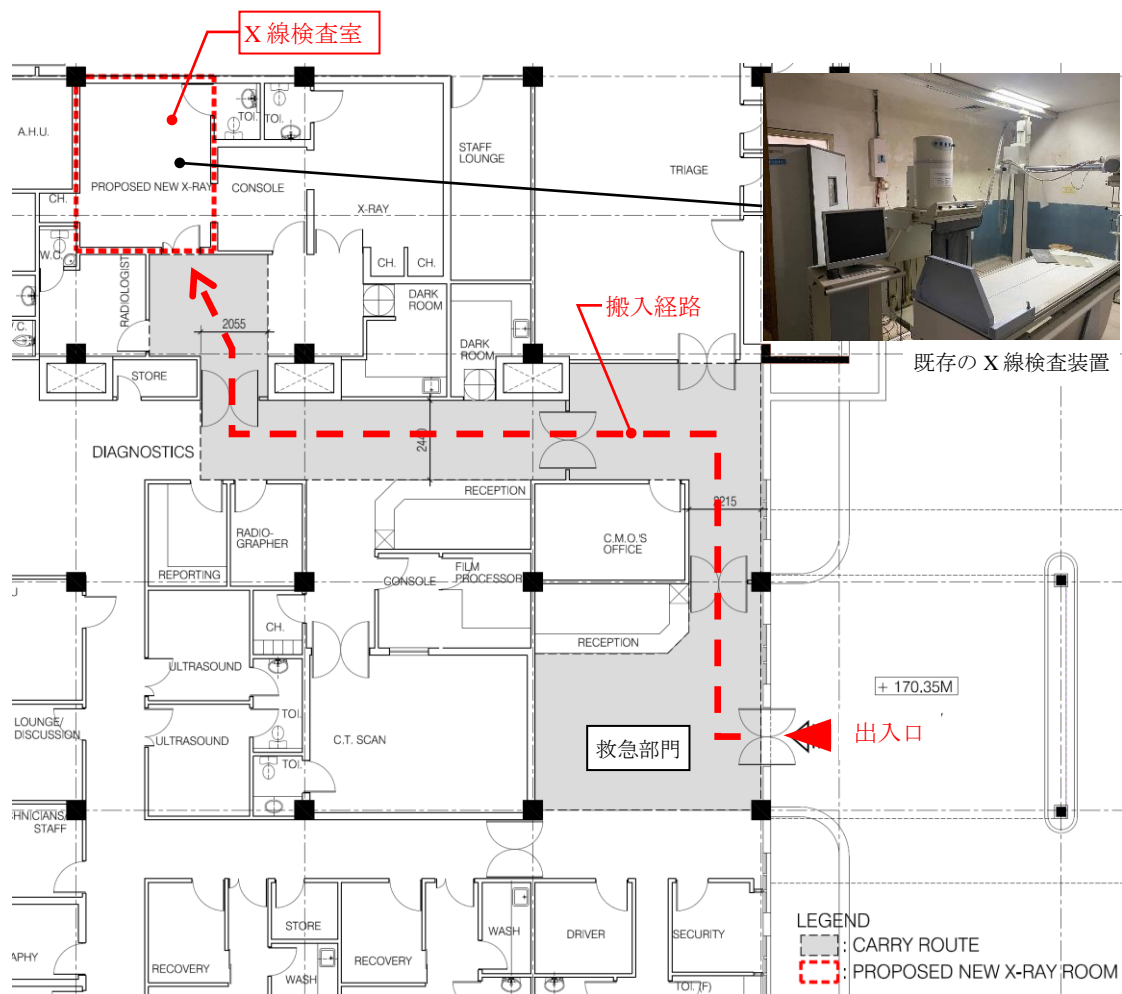 X 線検査室
A.H.U.
TOI.
TOI.
STAFF
LOUNGE
TRIAGE
PROPOSED NEW X-RAY
CONSOLE
CH.
X-RAY
W.C.
RADIOLOGIST
CH.
CH.
DARK
ROOM
2055
搬入経路
DARK
ROOM
既存の X 線検査装置
STORE
DIAGNOSTICS
2440
RECEPTION
2215
C.M.O.'S
OFFICE
RADIO-
GRAPHER
REPORTING
CONSOLE
FILM
PROCESSOR
CH.
RECEPTION
ULTRASOUND
+ 170.35M
TOI.
LOUNGE/
DISCUSSION
ULTRASOUND
C.T. SCAN
救急部門
出入口
TOI.
HNICIANS/
STAFF
LEGEND
: CARRY ROUTE
: PROPOSED NEW X-RAY ROOM
STORE
WASH
DRIVER
SECURITY
APHY
RECOVERY
RECOVERY
WASH
TOI. (F)